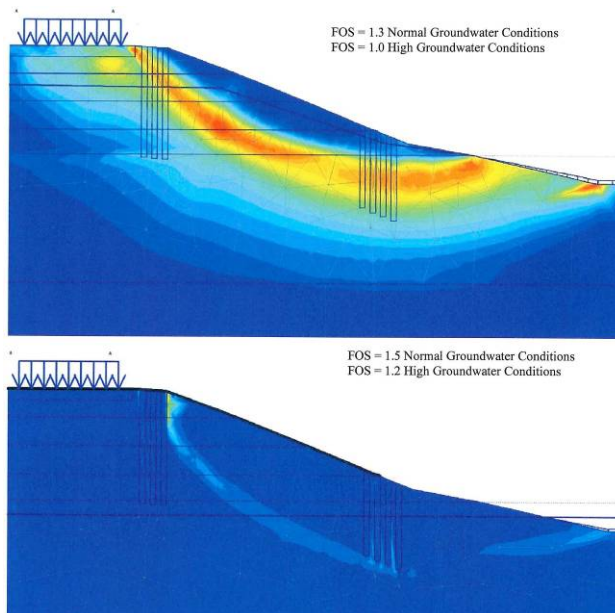 A A
FOS = 1.3 Normal Groundwater Conditions
FOS = 1.0 High Groundwater Conditions
FOS = 1.5 Normal Groundwater Conditions
FOS = 1.2 High Groundwater Conditions